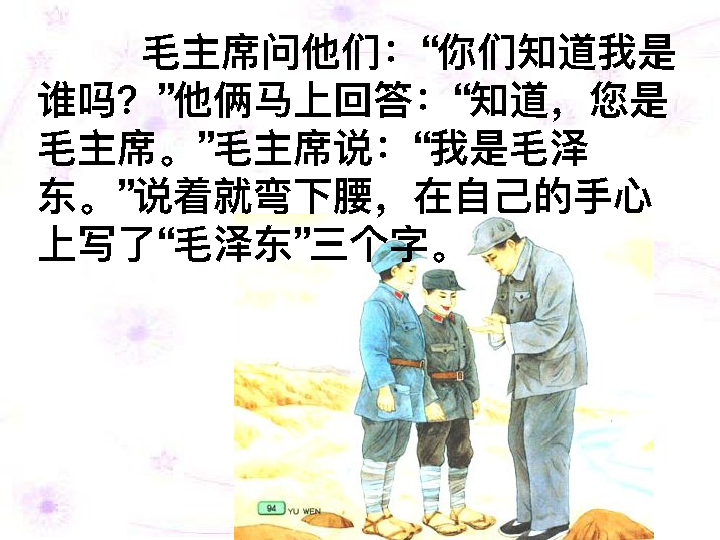 毛主席问他们：“你们知道我是
谁吗？”他俩马上回答：“知道，您是
毛主席。”毛主席说：“我是毛泽
东。”说着就弯下腰，在自己的手心
上写了“毛泽东”三个字。
94 YU WEN